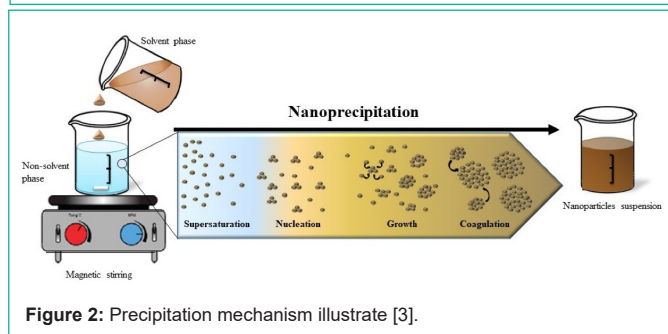 Solvent phase
Nanoprecipitation
Non-solvent
phase
Supersaturation
Nucleation
Growth
Coagulation
Nanoparticles suspension
Magnetic stirring
Figure 2: Precipitation mechanism illustrate [3].